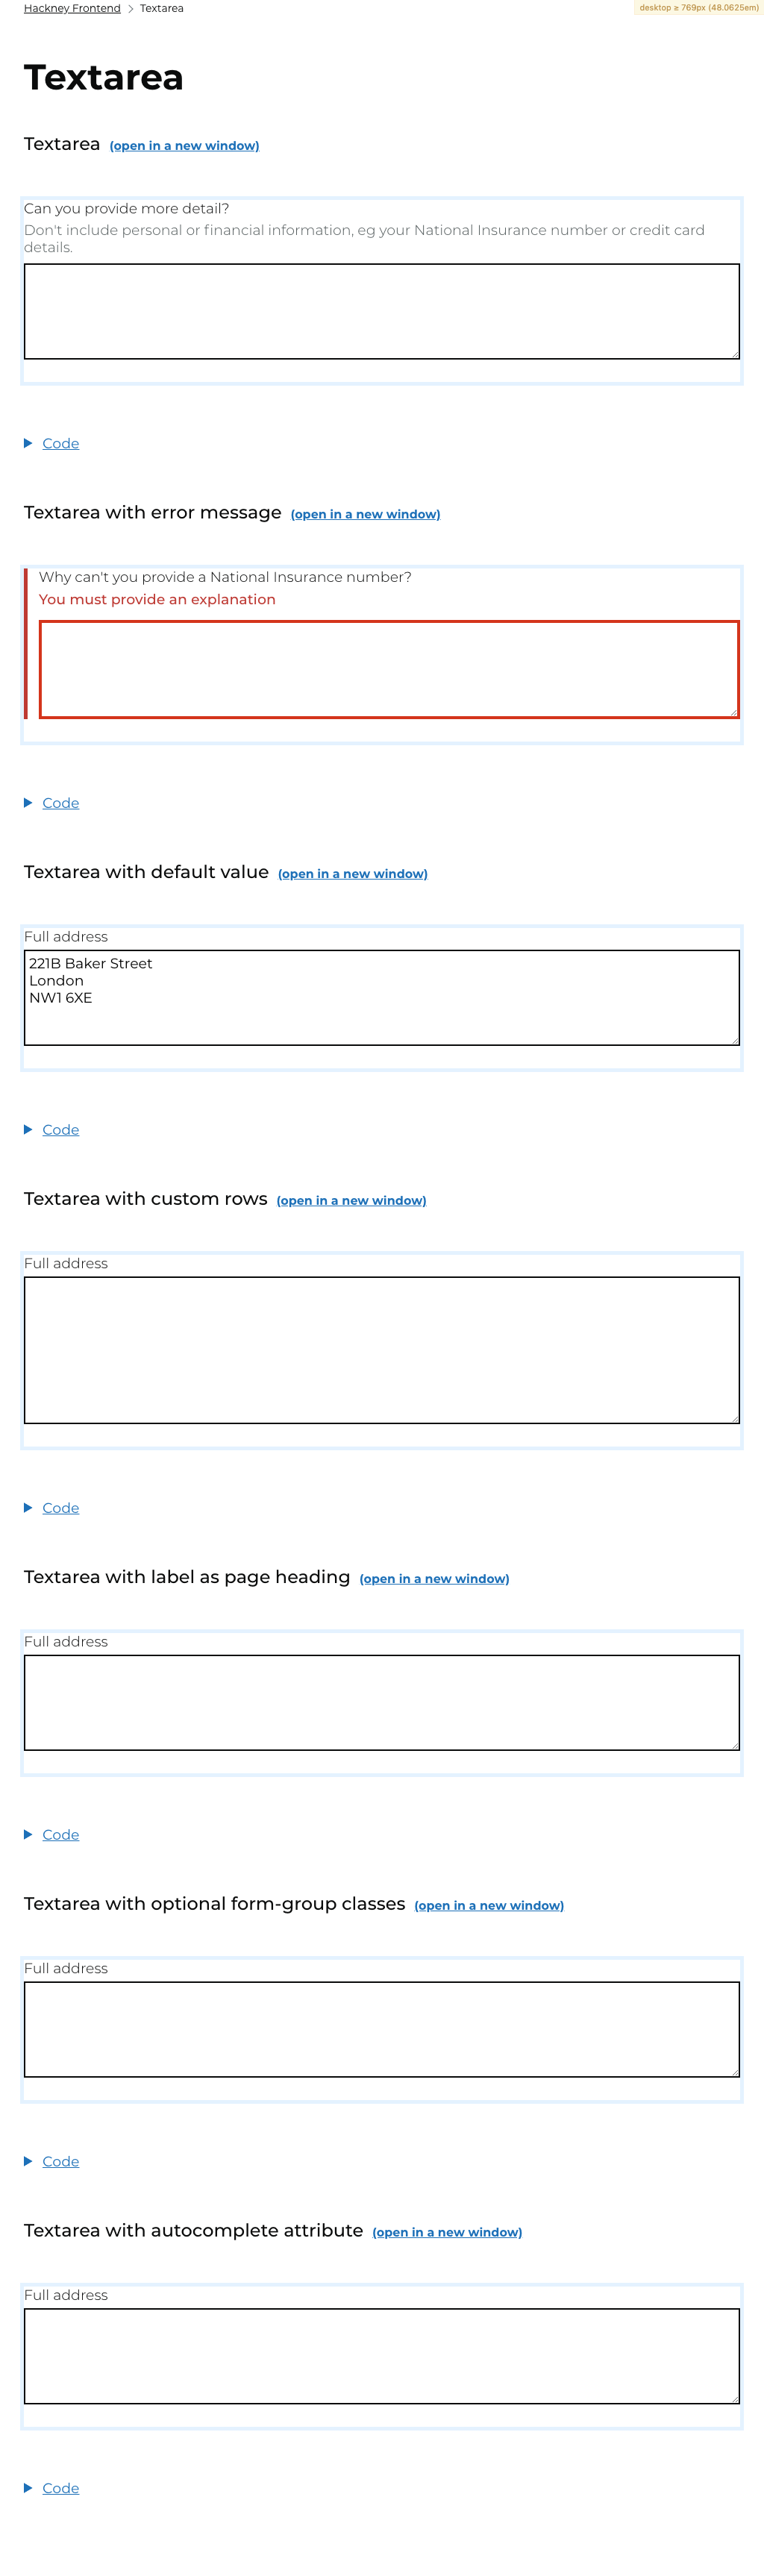 Hackney Frontend Textarea
desktop ≥ 769px (48.0625em)
Textarea
Textarea (open in a new window)
Can you provide more detail?
Don't include personal or financial information, eg your National Insurance number or credit card
details.
Code
Textarea with error message (open in a new window)
Why can't you provide a National Insurance number?
You must provide an explanation
Code
Textarea with default value (open in a new window)
Full address
221B Baker Street
London
NW1 6XE
Code
Textarea with custom rows (open in a new window)
Full address
Code
Textarea with label as page heading (open in a new window)
Full address
Code
Textarea with optional form-group classes (open in a new window)
Full address
Code
Textarea with autocomplete attribute (open in a new window)
Full address
Code